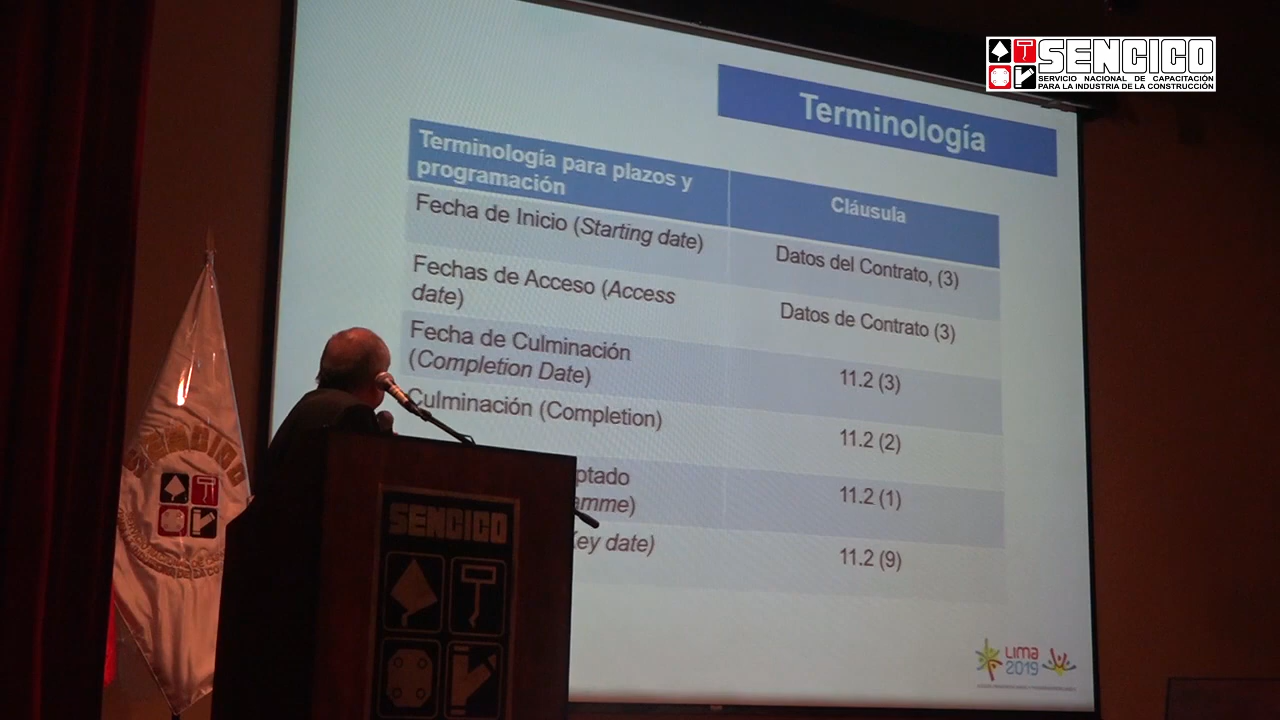 SENCICO
SERVICIO NACIONAL DE CAPACITACIÓN
PARA LA INDUSTRIA DE LA CONSTRUCCIÓN
Terminología
Terminología para plazos y
programación
Cláusula
Fecha de Inicio (Starting date)
Datos del Contrato, (3)
Fechas de Acceso (Access
date)
Datos de Contrato (3)
Fecha de Culminación
(Completion Date)
11.2 (3)
Culminación (Completion)
11.2 (2)
ptado
amme)
11.2 (1)
ey date)
11.2 (9)
LIMA
2019
SENCICO
SENCICO